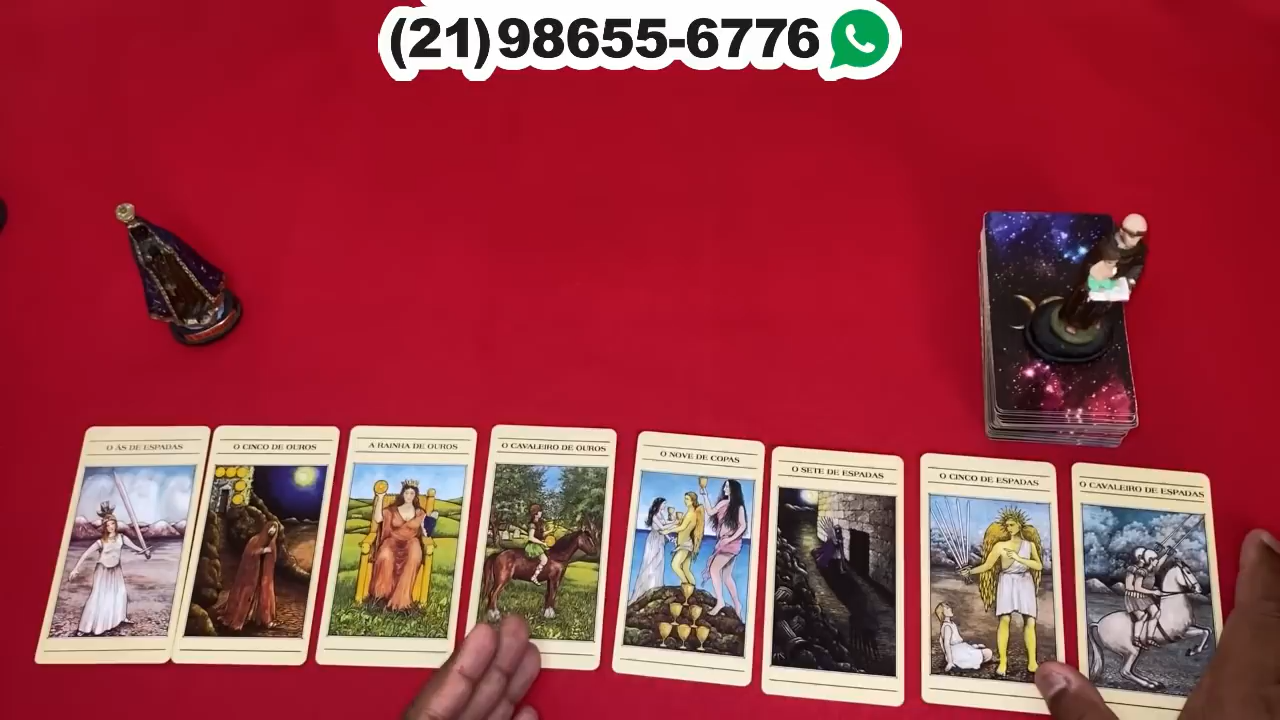 (21)98655-6776
O ÀS DE ESPADAS
O CINCO DE OUROS
A RAINHA DE OUROS
O CAVALEIRO DE OUROS
O NOVE DE COPAS
O SETE DE ESPADAS
O CINCO DE ESPADAS
O CAVALEIRO DE ESPADAS